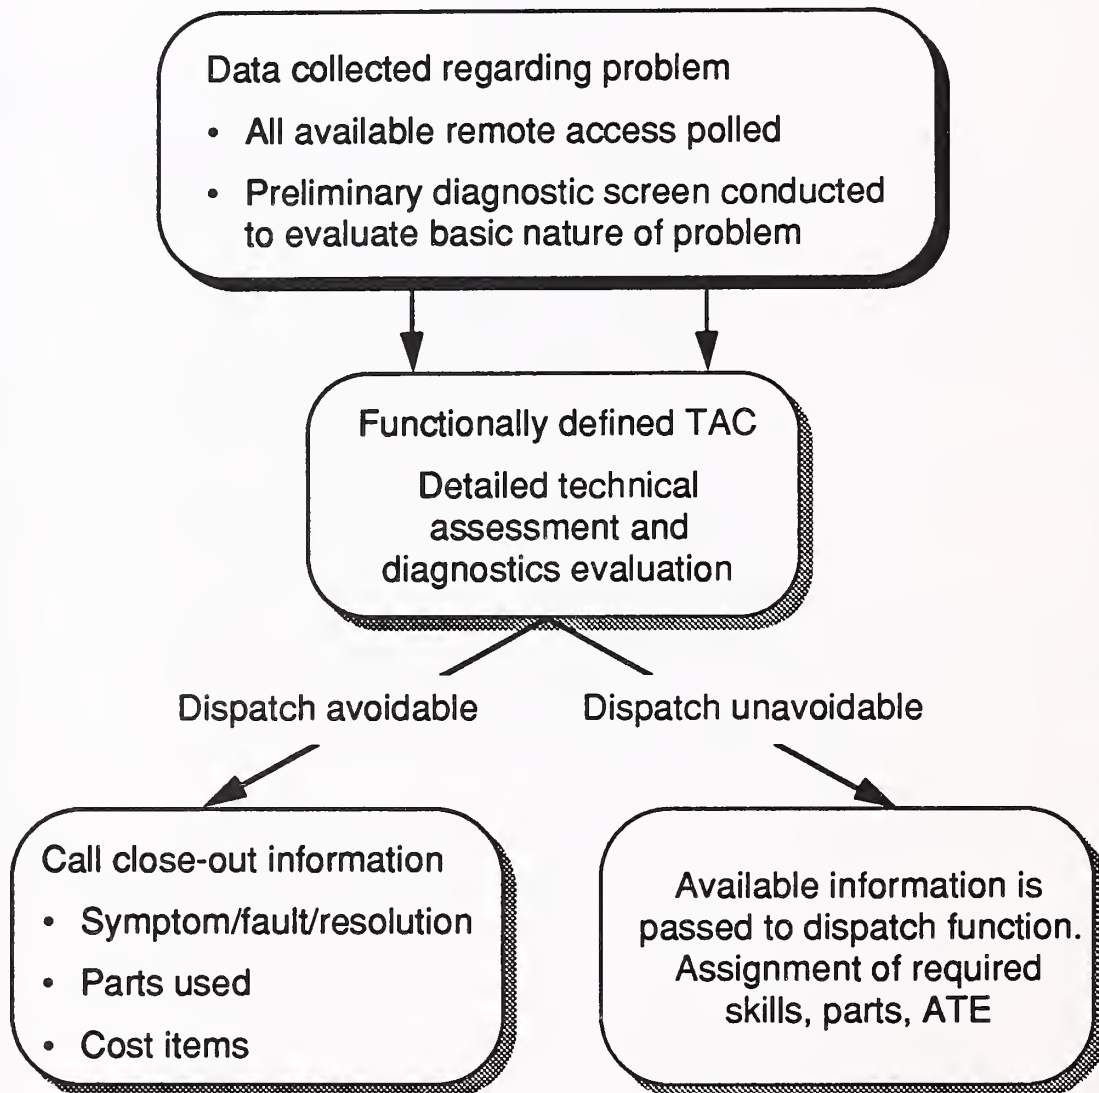 Data collected regarding problem
• All available remote access polled
• Preliminary diagnostic screen conducted
to evaluate basic nature of problem
Functionally defined TAC
Detailed technical
assessment and
diagnostics evaluation
Dispatch avoidable
Dispatch unavoidable
Call close-out information
• Symptom/fault/resolution
• Parts used
• Cost items
Available information is
passed to dispatch function.
Assignment of required
skills, parts, ATE